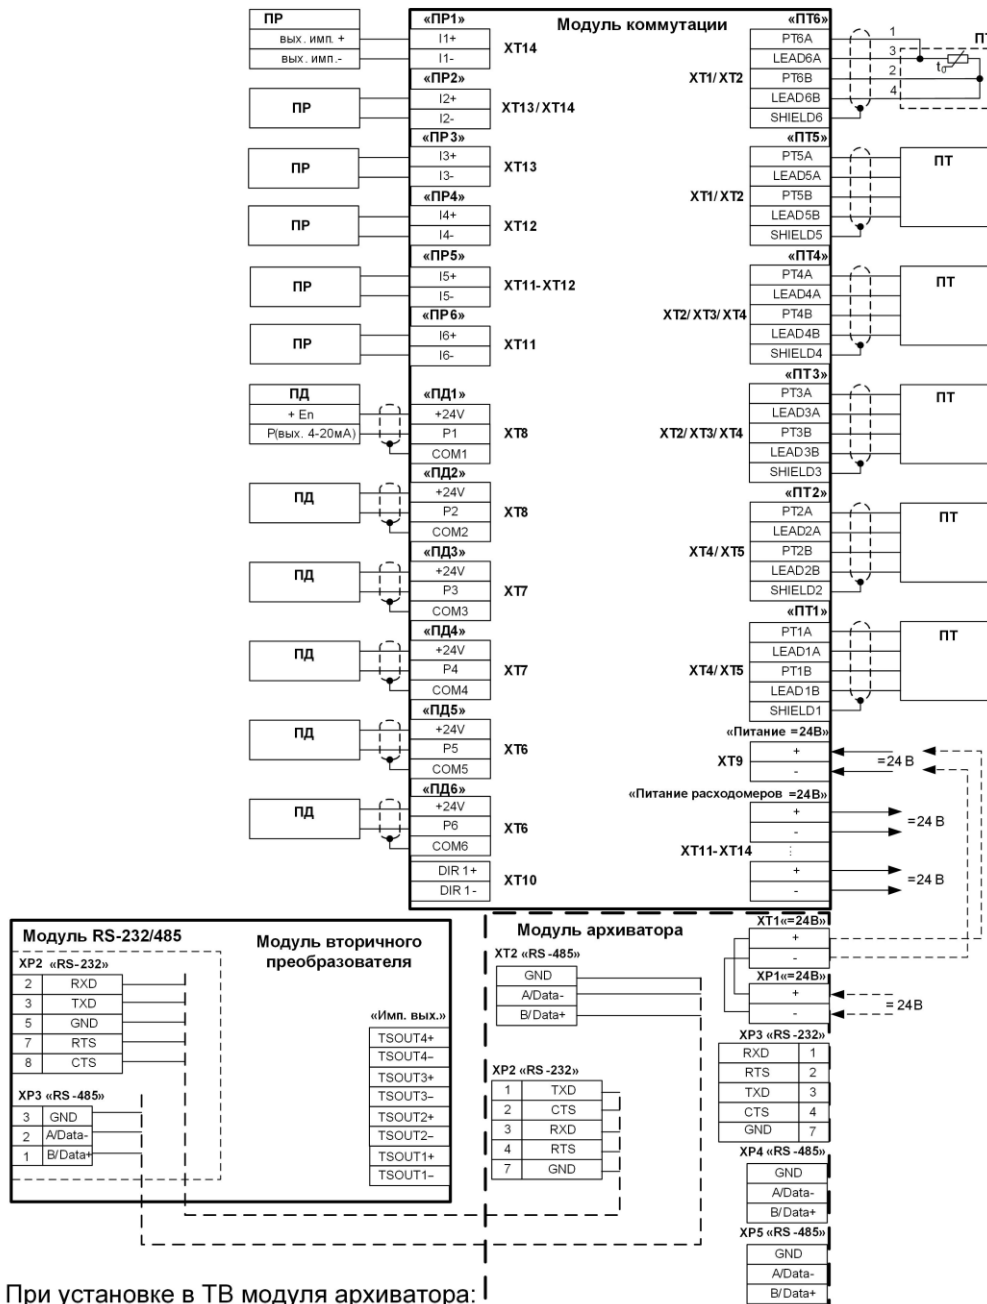 Модуль коммутации
ПР
вых. имп. +
вых. имп.-
«ПР1»
I1+
I1-
XT14
«ПР2»
ПР
I2+
I2-
XT13/XT14
«ПР3»
ПР
I3+
I3-
XT13
«ПР4»
ПР
I4+
I4-
XT12
«ПР5»
ПР
I5+
I5-
XT11-XT12
«ПР6»
ПР
I6+
I6-
XT11
ПД
+ En
P(вых. 4-20мА)
«ПД1»
+24V
P1
COM1
XT8
«ПД2»
ПД
+24V
P2
COM2
XT8
«ПД3»
ПД
+24V
P3
COM3
XT7
«ПД4»
ПД
+24V
P4
COM4
XT7
«ПД5»
ПД
+24V
P5
COM5
XT6
«ПД6»
ПД
+24V
P6
COM6
XT6
DIR 1+
DIR 1-
XT10
«ПТ6»
PT6A
LEAD6A
PT6B
LEAD6B
SHIELD6
XT1/XT2
1
3
2
4
t0
«ПТ5»
PT5A
LEAD5A
PT5B
LEAD5B
SHIELD5
XT1/XT2
ПТ
«ПТ4»
PT4A
LEAD4A
PT4B
LEAD4B
SHIELD4
XT2/XT3/XT4
ПТ
«ПТ3»
PT3A
LEAD3A
PT3B
LEAD3B
SHIELD3
XT2/XT3/XT4
ПТ
«ПТ2»
PT2A
LEAD2A
PT2B
LEAD2B
SHIELD2
XT4/XT5
ПТ
«ПТ1»
PT1A
LEAD1A
PT1B
LEAD1B
SHIELD1
XT4/XT5
ПТ
«Питание =24В»
XT9
+
-
=24 В
«Питание расходомеров =24В»
+
-
=24 В
XT11-XT14
+
-
=24 В
Модуль RS-232/485
Модуль вторичного
преобразователя
XP2 «RS-232»
2 RXD
3 TXD
5 GND
7 RTS
8 CTS
XP3 «RS-485»
3 GND
2 A/Data-
1 B/Data+
«Имп. вых.»
TSOUT4+
TSOUT4–
TSOUT3+
TSOUT3–
TSOUT2+
TSOUT2–
TSOUT1+
TSOUT1–
Модуль архиватора
XT2 «RS-485»
GND
A/Data-
B/Data+
XP2 «RS-232»
1 TXD
2 CTS
3 RXD
4 RTS
7 GND
XT1«=24В»
+
-
XP1«=24В»
+
-
= 24В
XP3 «RS-232»
RXD 1
RTS 2
TXD 3
CTS 4
GND 7
XP4 «RS-485»
GND
A/Data-
B/Data+
XP5 «RS-485»
GND
A/Data-
B/Data+
При установке в ТВ модуля архиватора: